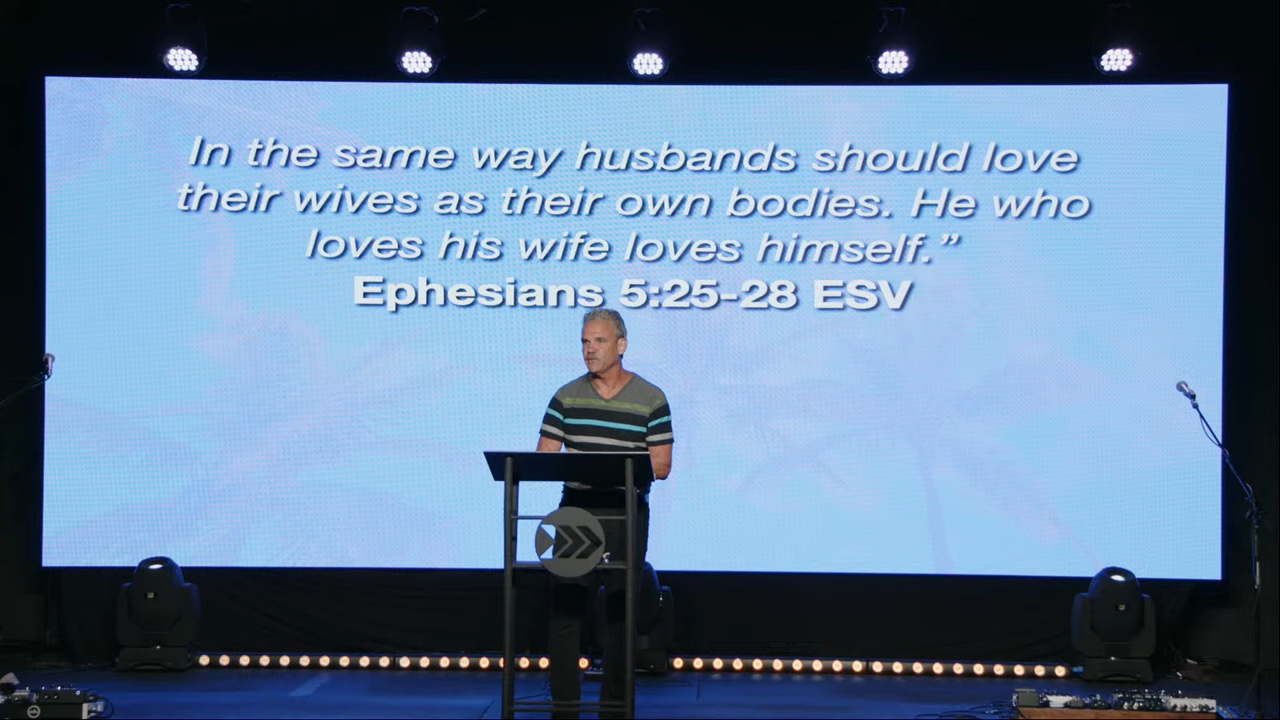 In the same way husbands should love
their wives as their own bodies. He who
loves his wife loves himself.”
Ephesians 5:25-28 ESV